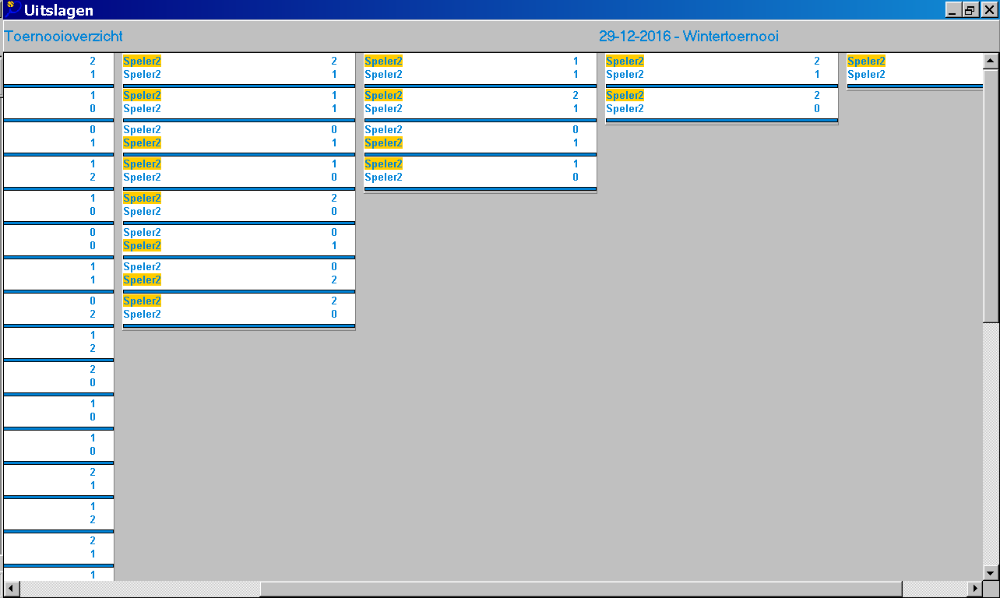 Uitslagen
Toernooioverzicht 29-12-2016 - Wintertoernooi
2 Speler2 2 Speler2 1 Speler2 2 Speler2
1 Speler2 1 Speler2 1 Speler2 1 Speler2
1 Speler2 1 Speler2 2 Speler2 2
0 Speler2 1 Speler2 1 Speler2 0
0 Speler2 0 Speler2 0
1 Speler2 1 Speler2 1
1 Speler2 1 Speler2 1
2 Speler2 0 Speler2 0
1 Speler2 2
0 Speler2 0
0 Speler2 0
0 Speler2 1
1 Speler2 0
1 Speler2 2
0 Speler2 2
2 Speler2 0
1
2
2
0
1
0
1
0
2
1
1
2
2
1
1